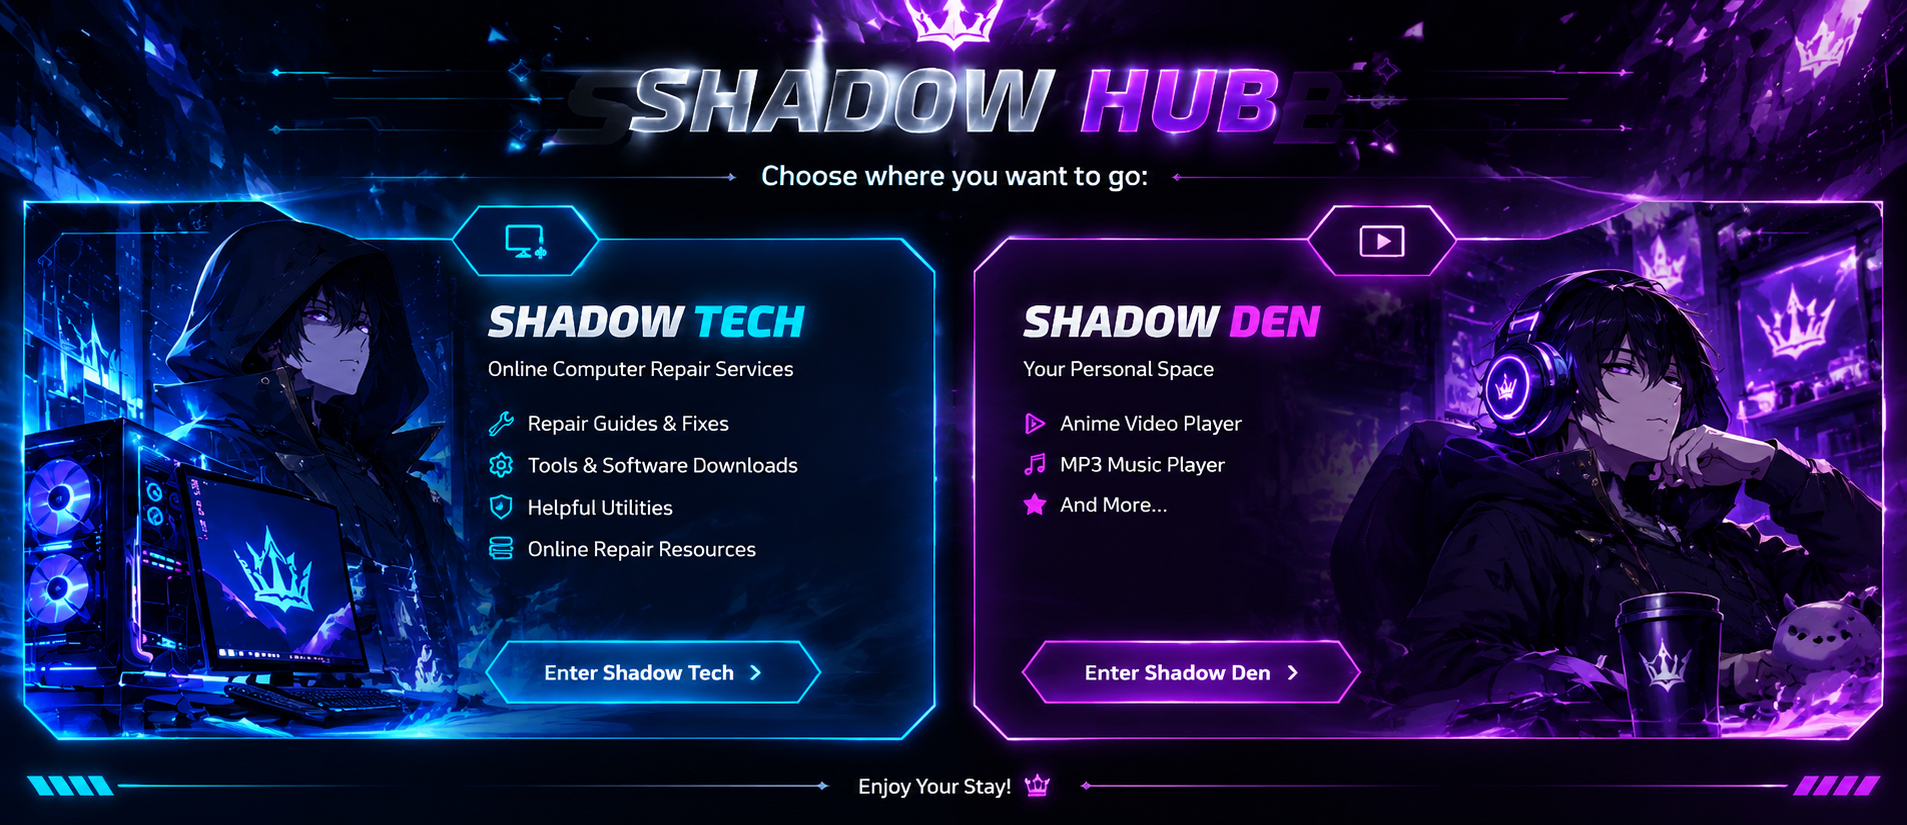 SHADOW HUB
Choose where you want to go:
SHADOW TECH
Online Computer Repair Services
Repair Guides & Fixes
Tools & Software Downloads
Helpful Utilities
Online Repair Resources
Enter Shadow Tech
SHADOW DEN
Your Personal Space
Anime Video Player
MP3 Music Player
And More...
Enter Shadow Den
Enjoy Your Stay!